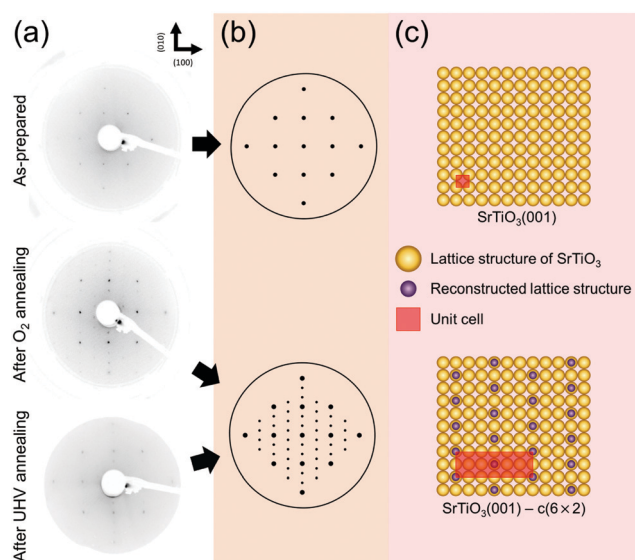 (a)
(b)
(c)
(010)
(100)
As-prepared
After O₂ annealing
After UHV annealing
SrTiO₃(001)
Lattice structure of SrTiO₃
Reconstructed lattice structure
Unit cell
SrTiO₃(001) – c(6×2)